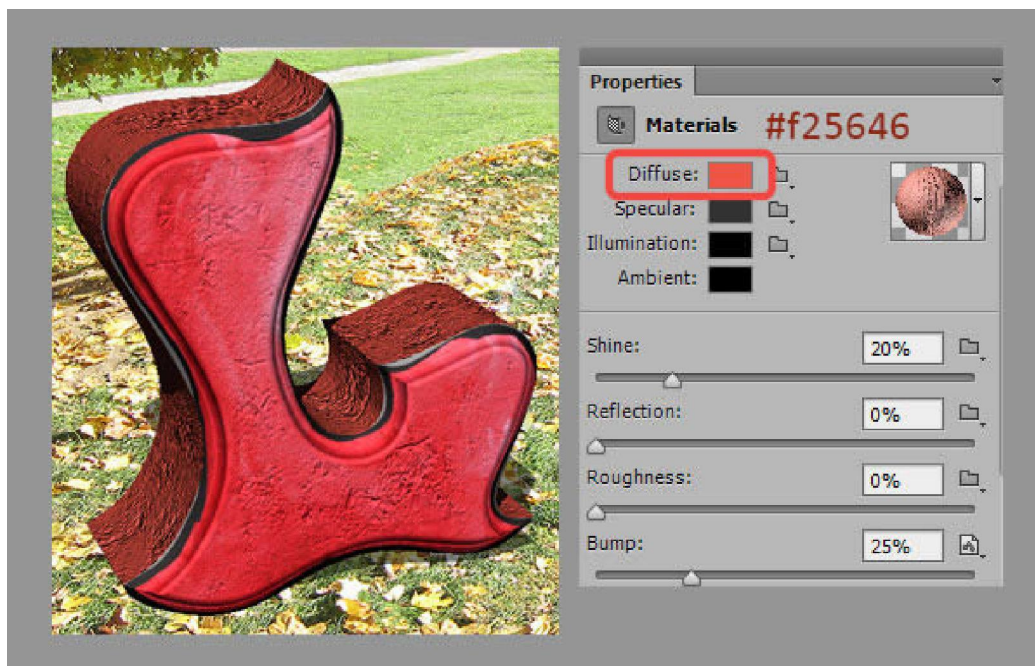 Properties
Materials #f25646
Diffuse:
Specular:
Illumination:
Ambient:
Shine: 20%
Reflection: 0%
Roughness: 0%
Bump: 25%